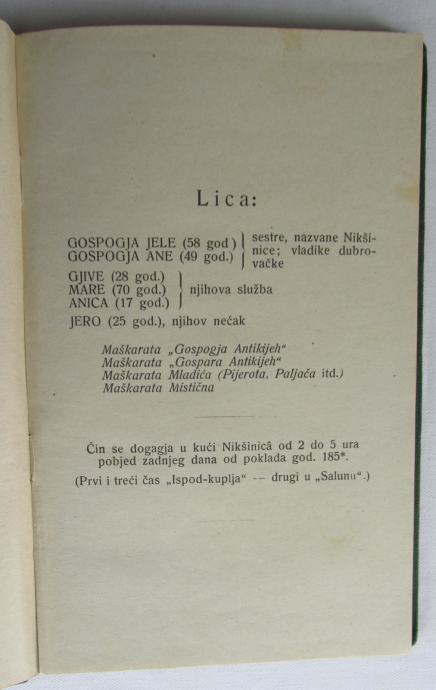 Lica:
GOSPOGJA JELE (58 god) sestre, nazvane Nikši-
GOSPOGJA ANE (49 god.) nice; vladike dubro-
vačke
GJIVE (28 god.)
MARE (70 god.) njihova služba
ANICA (17 god.)
JERO (25 god.), njihov nećak
Maškarata „Gospogja Antikijeh“
Maškarata „Gospara Antikijeh“
Maškarata Mladića (Pijerota, Paljaća itd.)
Maškarata Mistična
Čin se dogagja u kući Nikšinicâ od 2 do 5 ura
pobjed zadnjeg dana od poklada god. 185*.
(Prvi i treći čas „Ispod-kuplja“ — drugi u „Salunu“.)